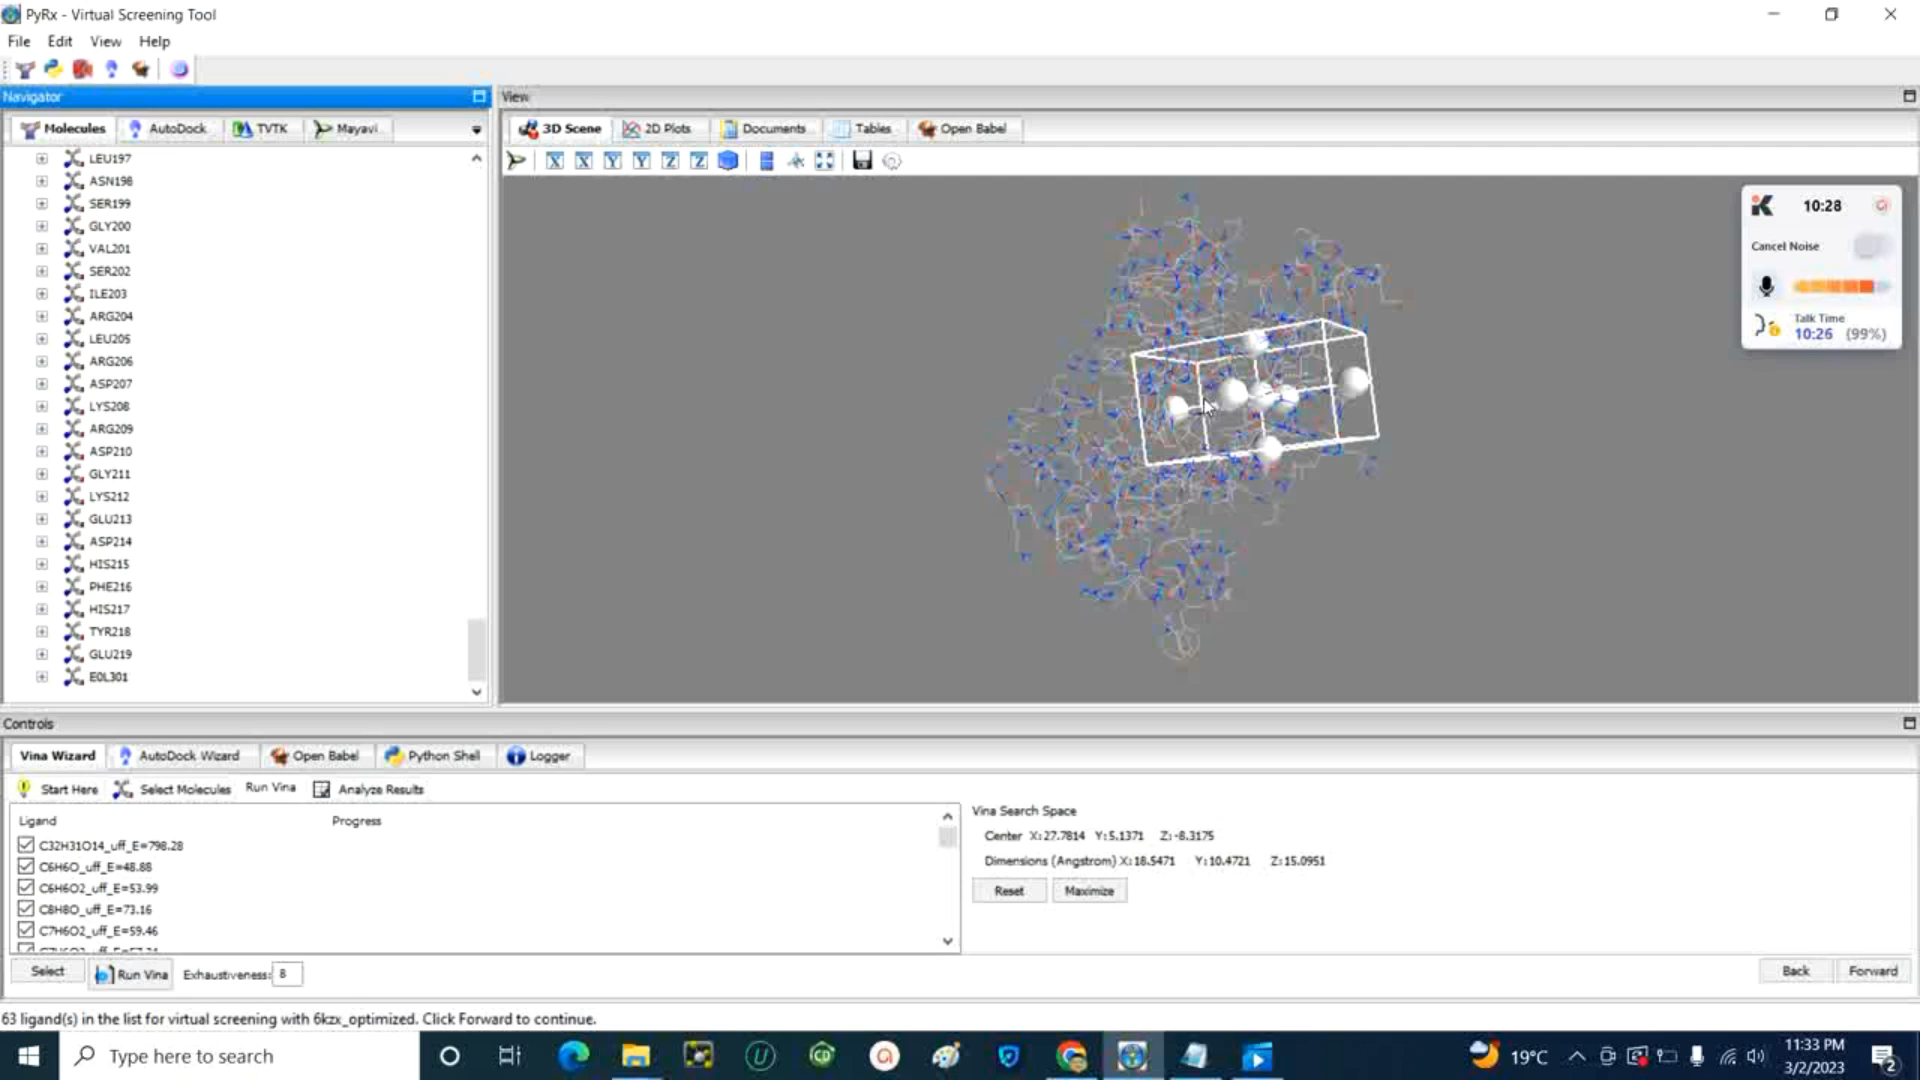 PyRx - Virtual Screening Tool
File Edit View Help
Navigator
View
Molecules AutoDock TVTK Mayavi
3D Scene 2D Plots Documents Tables Open Babel
X X Y Y Z Z
LEU197
ASN198
SER199
GLY200
VAL201
SER202
ILE203
ARG204
LEU205
ARG206
ASP207
LYS208
ARG209
ASP210
GLY211
LYS212
GLU213
ASP214
HIS215
PHE216
HIS217
TYR218
GLU219
E0L301
10:28
Cancel Noise
Talk Time
10:26 (99%)
Controls
Vina Wizard AutoDock Wizard Open Babel Python Shell Logger
Start Here Select Molecules Run Vina Analyze Results
Ligand Progress
C32H31O14_uff_E=798.28
C6H6O_uff_E=48.88
C6H6O2_uff_E=53.99
C8H8O_uff_E=73.16
C7H6O2_uff_E=59.46
Vina Search Space
Center X:27.7814 Y:5.1371 Z:-8.3175
Dimensions (Angstrom) X:18.5471 Y:10.4721 Z:15.0951
Reset Maximize
Select Run Vina Exhaustiveness: 8
Back Forward
63 ligand(s) in the list for virtual screening with 6kzx_optimized. Click Forward to continue.
Type here to search
19°C
11:33 PM
3/2/2023
2